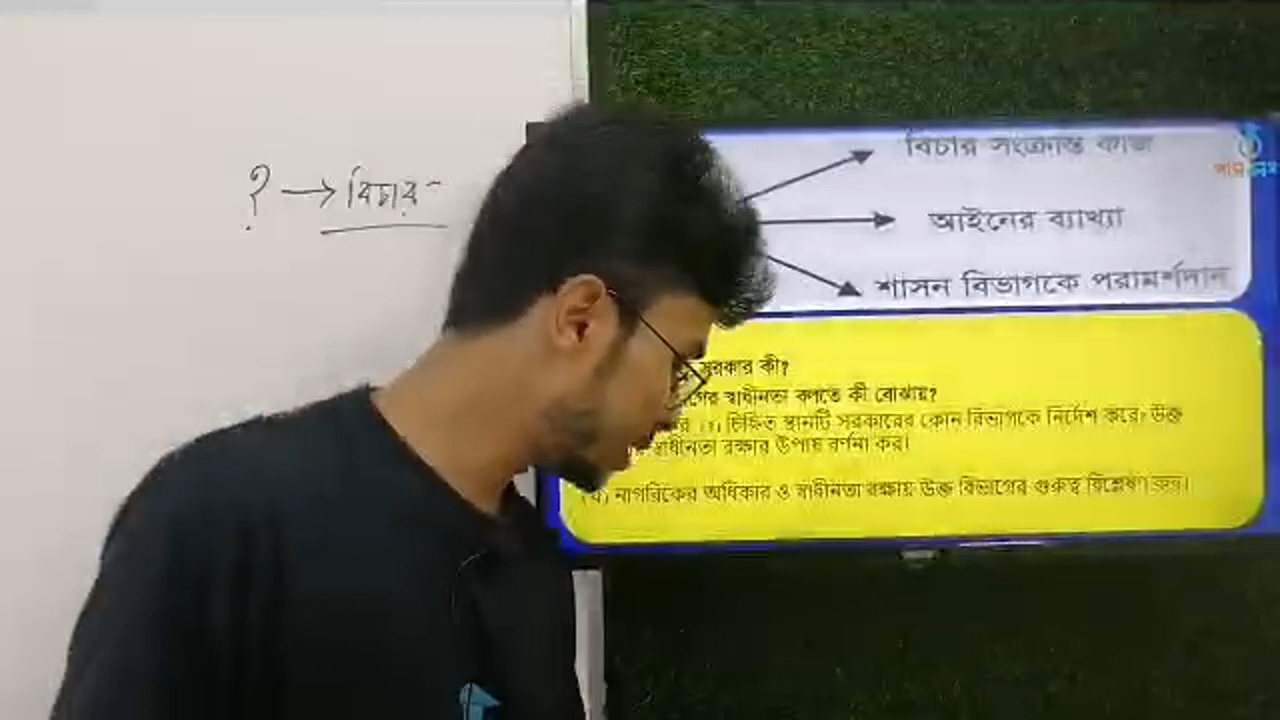 ? → বিচার-
বিচার সংক্রান্ত কাজ
আইনের ব্যাখ্যা
শাসন বিভাগকে পরামর্শদান
সরকার কী?
স্বাধীনতা বলতে কী বোঝায়?
চিহ্নিত স্থানটি সরকারের কোন বিভাগকে নির্দেশ করে? উক্ত
স্বাধীনতা রক্ষার উপায় বর্ণনা কর।
নাগরিকের অধিকার ও স্বাধীনতা রক্ষায় উক্ত বিভাগের গুরুত্ব বিশ্লেষণ কর।